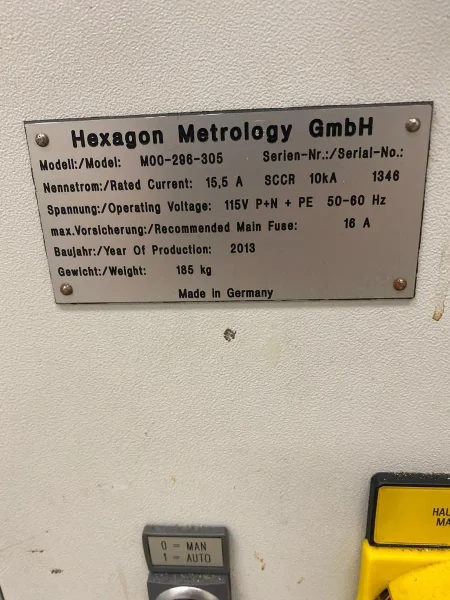 Hexagon Metrology GmbH
Modell:/Model: M00-296-305 Serien-Nr.:/Serial-No.:
Nennstrom:/Rated Current: 15,5 A SCCR 10kA 1346
Spannung:/Operating Voltage: 115V P+N + PE 50-60 Hz
max.Vorsicherung:/Recommended Main Fuse: 16 A
Baujahr:/Year Of Production: 2013
Gewicht:/Weight: 185 kg
Made in Germany
0 = MAN
1 = AUTO
HAU
MA